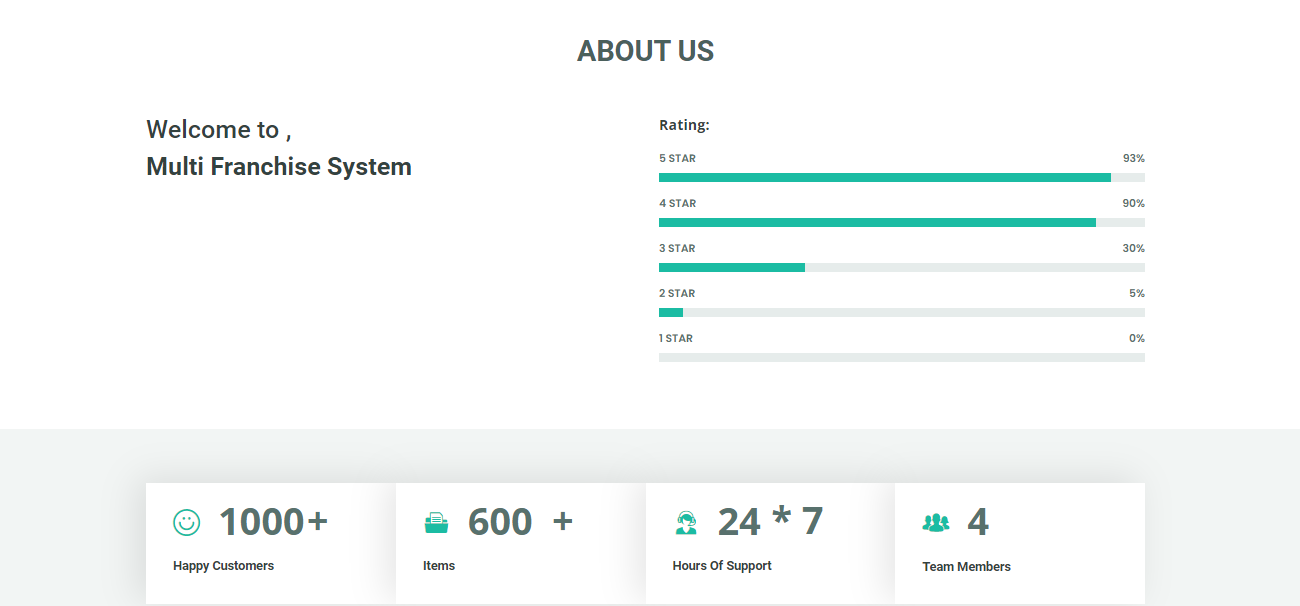 ABOUT US
Welcome to ,
Multi Franchise System
Rating:
5 STAR 93%
4 STAR 90%
3 STAR 30%
2 STAR 5%
1 STAR 0%
1000+
Happy Customers
600 +
Items
24 * 7
Hours Of Support
4
Team Members